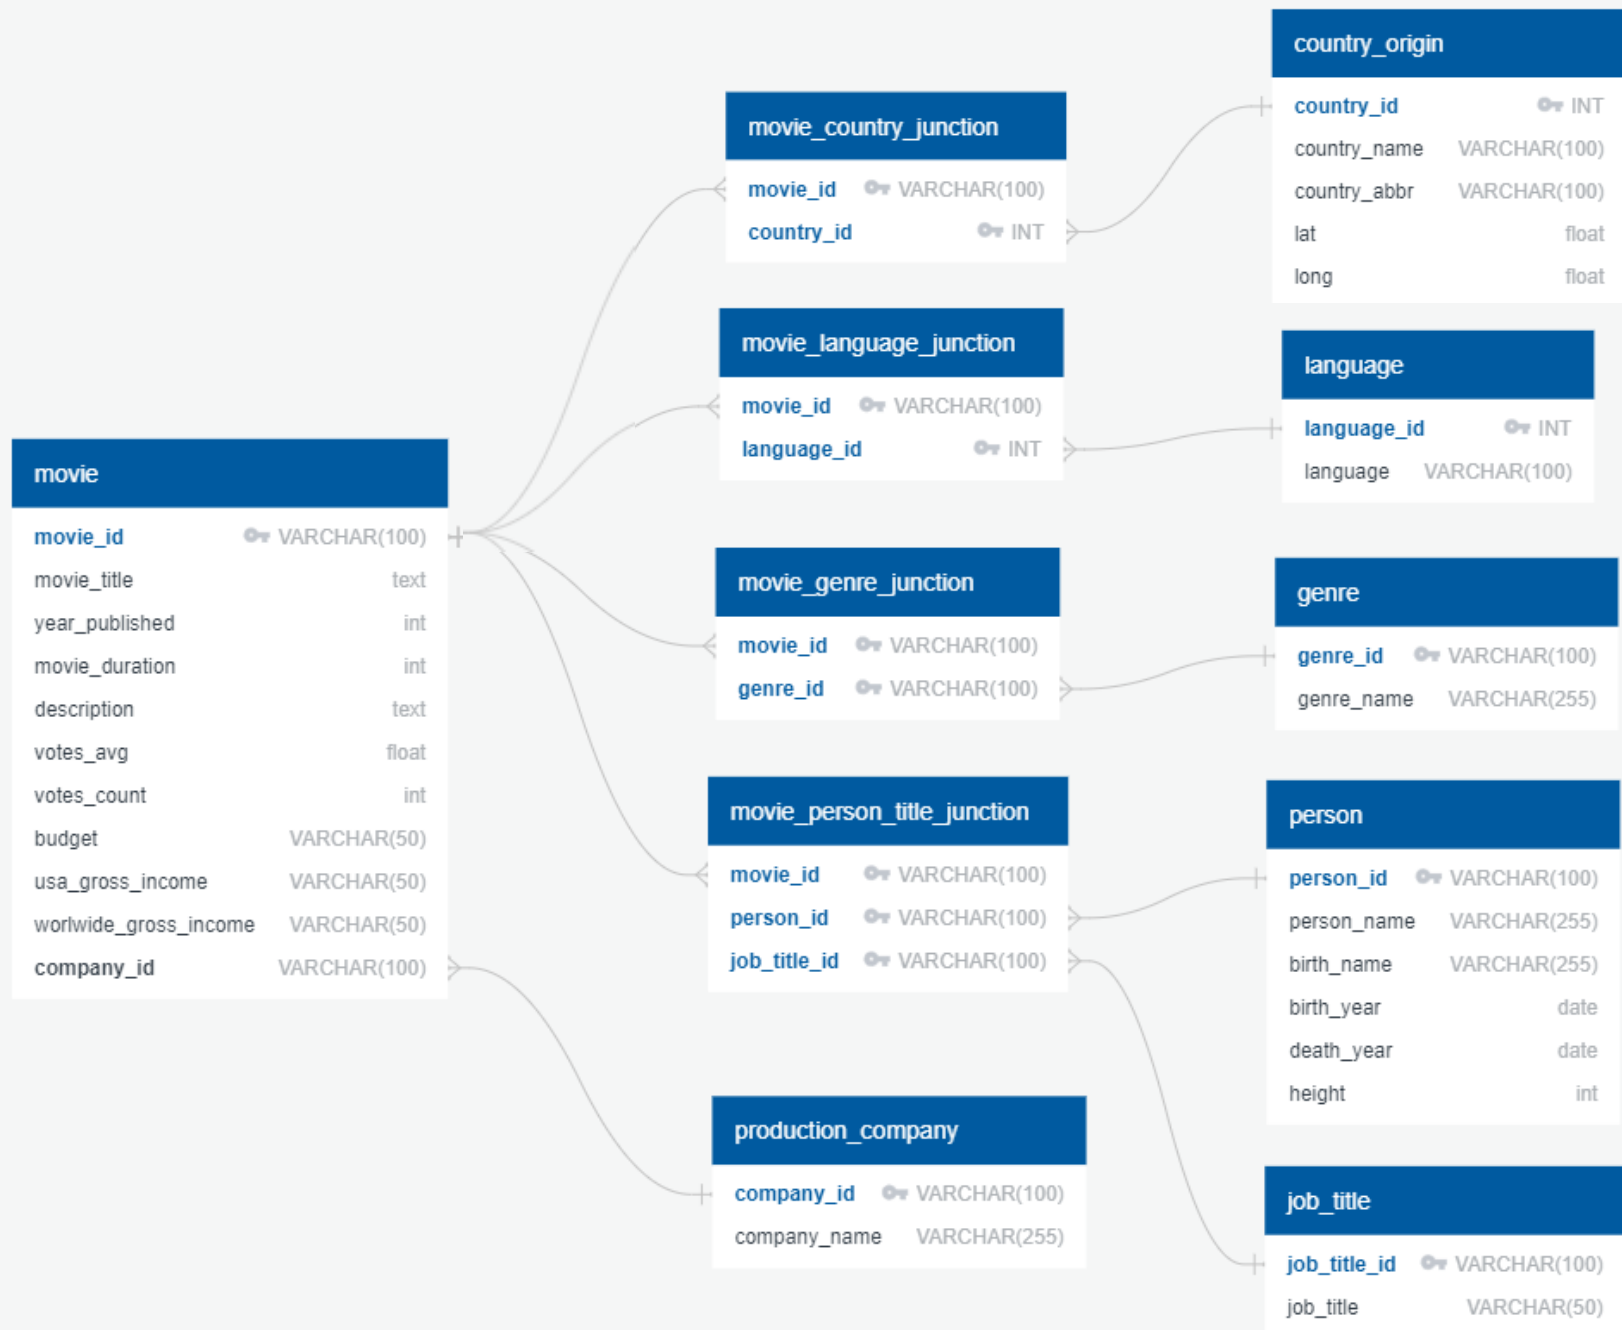 country_origin
country_id INT
country_name VARCHAR(100)
country_abbr VARCHAR(100)
lat float
long float
movie_country_junction
movie_id VARCHAR(100)
country_id INT
movie_language_junction
movie_id VARCHAR(100)
language_id INT
language
language_id INT
language VARCHAR(100)
movie
movie_id VARCHAR(100)
movie_title text
year_published int
movie_duration int
description text
votes_avg float
votes_count int
budget VARCHAR(50)
usa_gross_income VARCHAR(50)
worlwide_gross_income VARCHAR(50)
company_id VARCHAR(100)
movie_genre_junction
movie_id VARCHAR(100)
genre_id VARCHAR(100)
genre
genre_id VARCHAR(100)
genre_name VARCHAR(255)
movie_person_title_junction
movie_id VARCHAR(100)
person_id VARCHAR(100)
job_title_id VARCHAR(100)
person
person_id VARCHAR(100)
person_name VARCHAR(255)
birth_name VARCHAR(255)
birth_year date
death_year date
height int
production_company
company_id VARCHAR(100)
company_name VARCHAR(255)
job_title
job_title_id VARCHAR(100)
job_title VARCHAR(50)